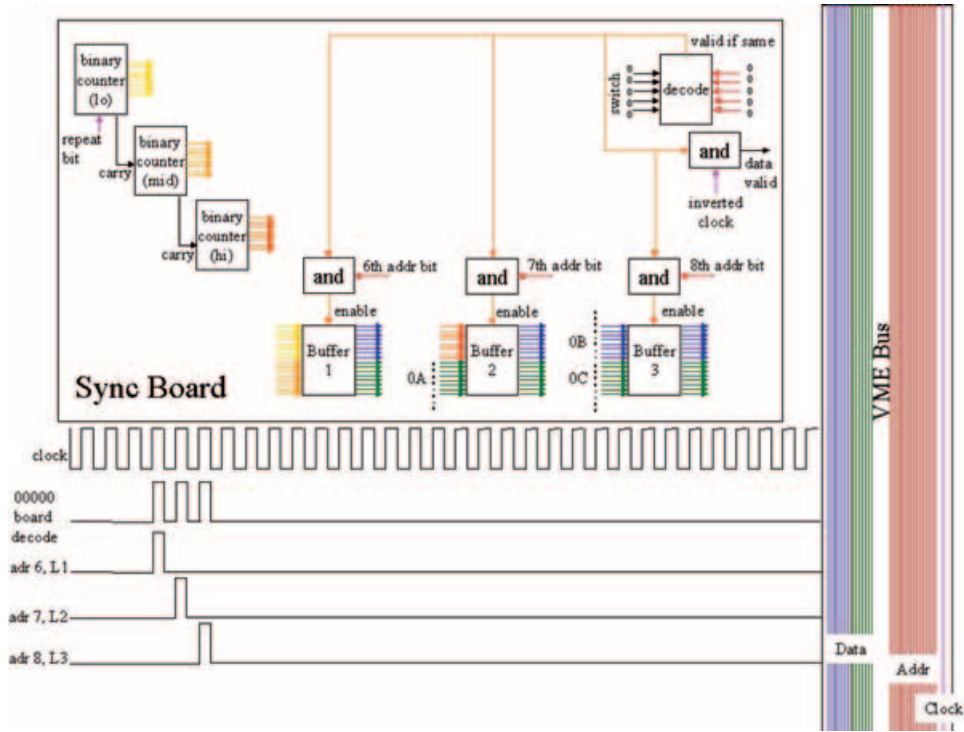 binary
counter
(lo)
repeat
bit
carry
binary
counter
(mid)
carry
binary
counter
(hi)
valid if same
switch
0
0
0
0
0
decode
0
0
0
0
0
and
data
valid
inverted
clock
and
6th addr bit
and
7th addr bit
and
8th addr bit
enable
enable
enable
Buffer
1
0A
Buffer
2
0B
0C
Buffer
3
Sync Board
VME Bus
clock
00000
board
decode
adr 6, L1
adr 7, L2
adr 8, L3
Data
Addr
Clock